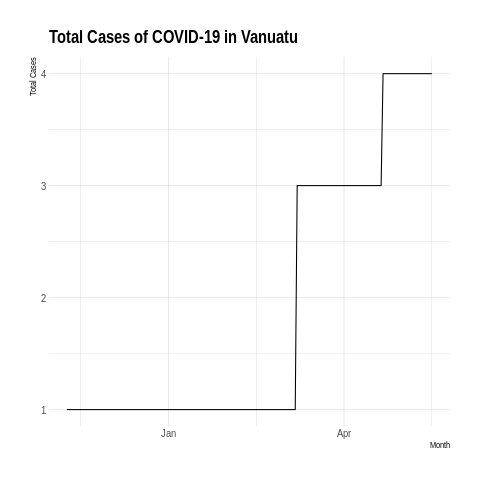 Total Cases of COVID-19 in Vanuatu
Total Cases
4
3
2
1
Jan
Apr
Month